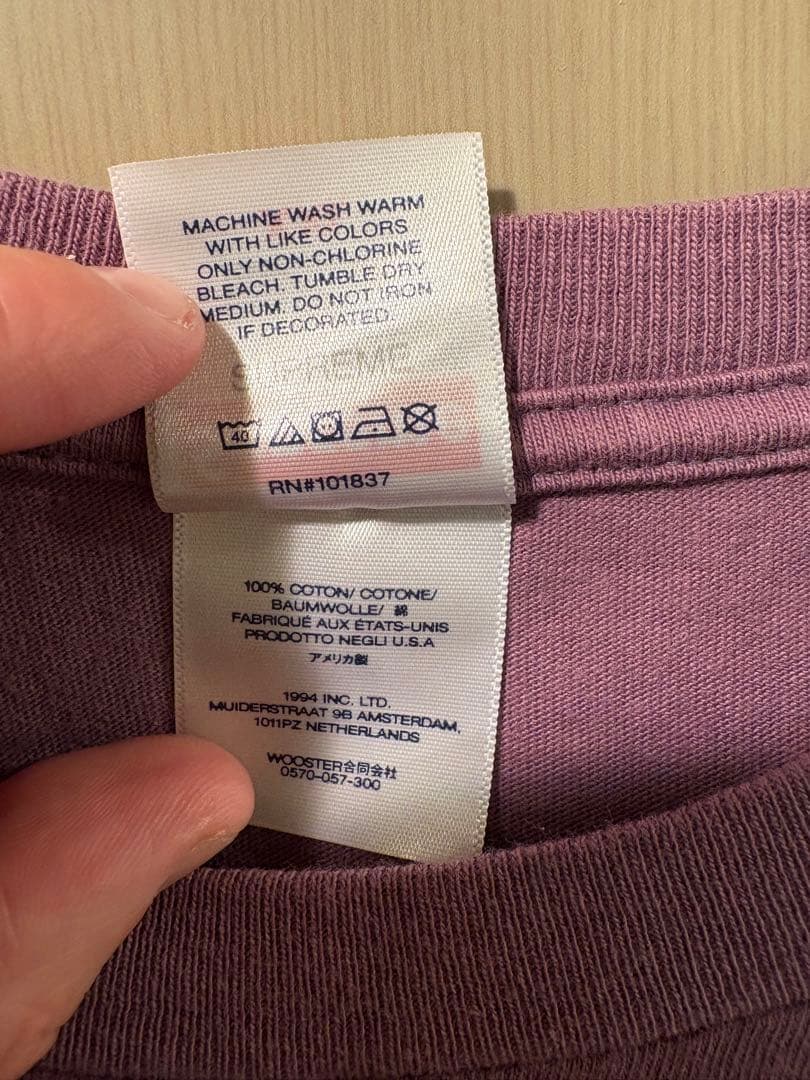 MACHINE WASH WARM
WITH LIKE COLORS
ONLY NON-CHLORINE
BLEACH. TUMBLE DRY
MEDIUM. DO NOT IRON
IF DECORATED.
SUPREME
40
RN#101837
100% COTON/ COTONE/
BAUMWOLLE/ 綿
FABRIQUÉ AUX ÉTATS-UNIS
PRODOTTO NEGLI U.S.A
アメリカ製
1994 INC. LTD.
MUIDERSTRAAT 9B AMSTERDAM,
1011PZ NETHERLANDS
WOOSTER合同会社
0570-057-300